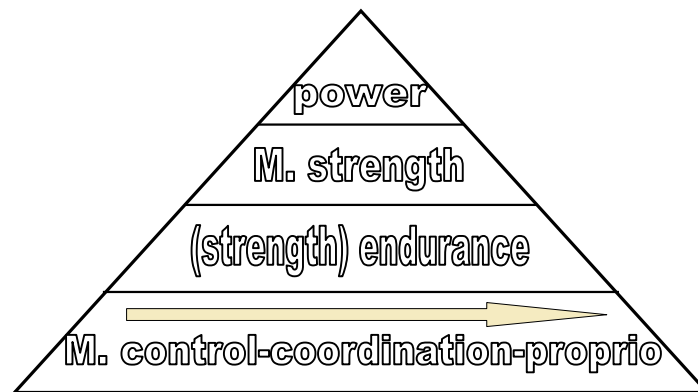 power
M. strength
(strength) endurance
M. control-coordination-proprio